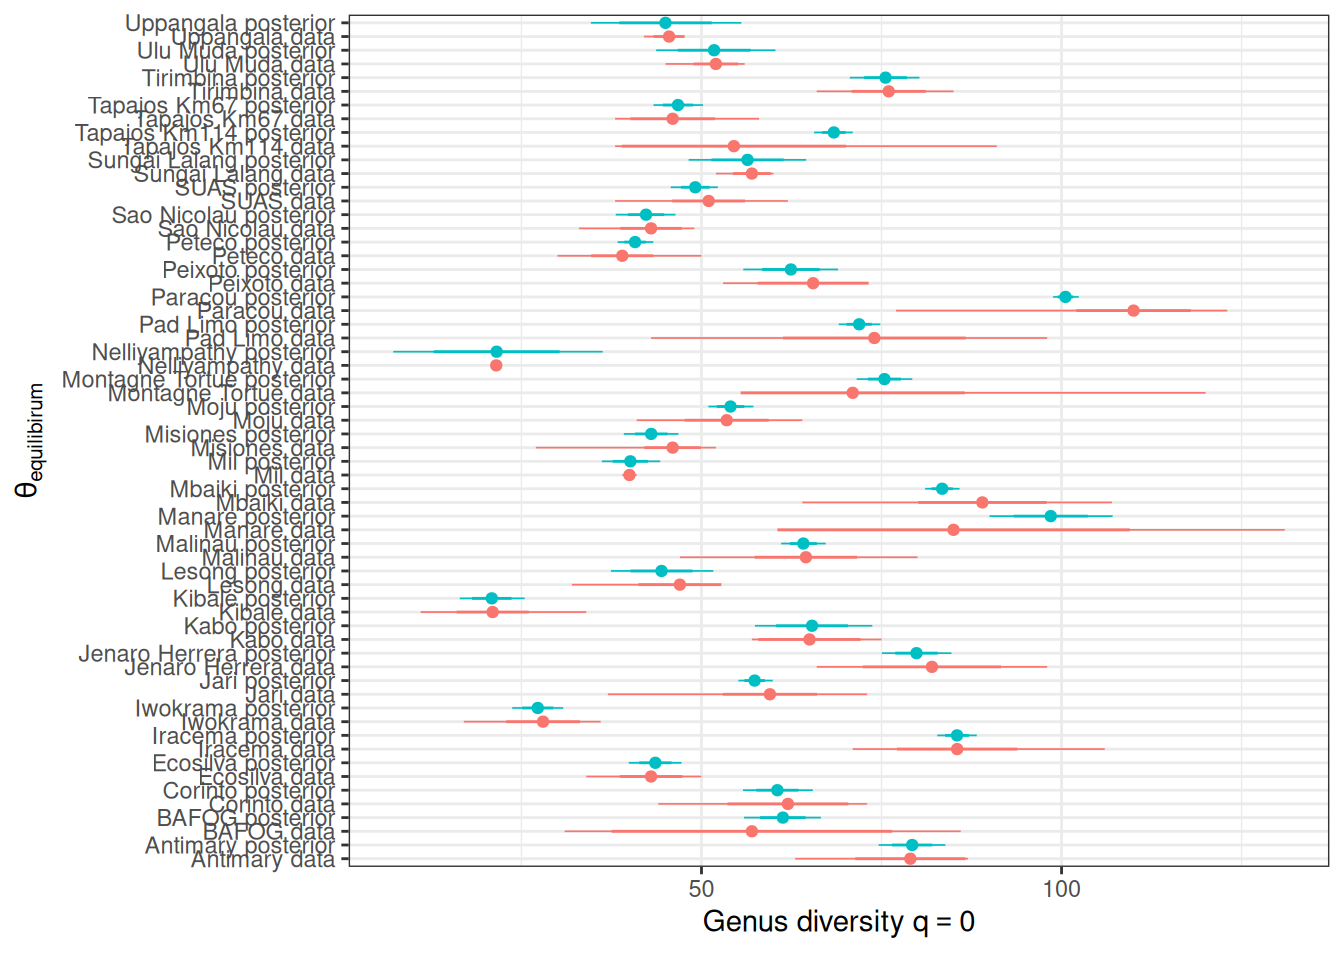 Uppangala posterior
Uppangala data
Ulu Muda posterior
Ulu Muda data
Tirimbina posterior
Tirimbina data
Tapajos Km67 posterior
Tapajos Km67 data
Tapajos Km114 posterior
Tapajos Km114 data
Sungai Lalang posterior
Sungai Lalang data
SUAS posterior
SUAS data
Sao Nicolau posterior
Sao Nicolau data
Peteco posterior
Peteco data
Peixoto posterior
Peixoto data
Paracou posterior
Paracou data
Pad Limo posterior
Pad Limo data
Nelliyampathy posterior
Nelliyampathy data
Montagne Tortue posterior
Montagne Tortue data
Moju posterior
Moju data
Misiones posterior
Misiones data
Mil posterior
Mil data
Mbaiki posterior
Mbaiki data
Manare posterior
Manare data
Malinau posterior
Malinau data
Lesong posterior
Lesong data
Kibale posterior
Kibale data
Kabo posterior
Kabo data
Jenaro Herrera posterior
Jenaro Herrera data
Jari posterior
Jari data
Iwokrama posterior
Iwokrama data
Iracema posterior
Iracema data
Ecosilva posterior
Ecosilva data
Corinto posterior
Corinto data
BAFOG posterior
BAFOG data
Antimary posterior
Antimary data
θequilibirum
50 100
Genus diversity q = 0